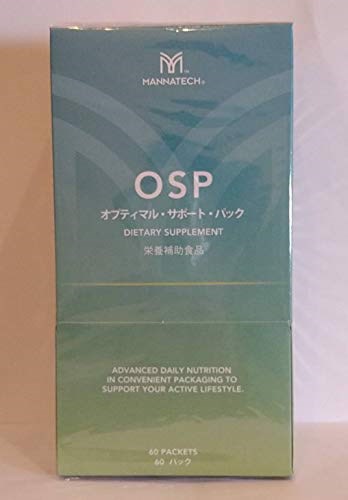 MANNATECH®
OSP
オプティマル・サポート・パック
DIETARY SUPPLEMENT
栄養補助食品
ADVANCED DAILY NUTRITION
IN CONVENIENT PACKAGING TO
SUPPORT YOUR ACTIVE LIFESTYLE.
60 PACKETS
60 パック